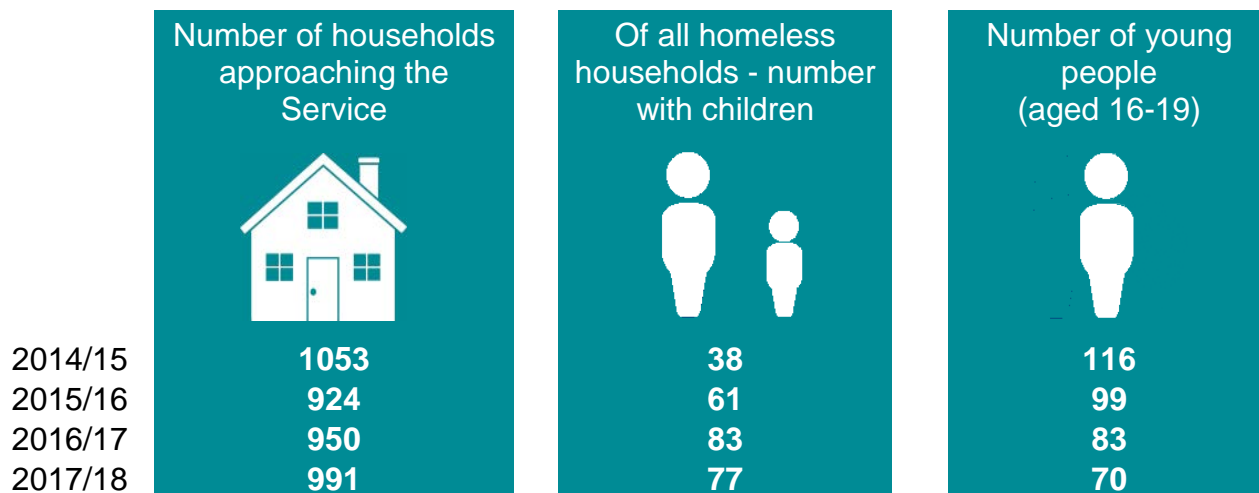 Number of households
approaching the
Service
Of all homeless
households - number
with children
Number of young
people
(aged 16-19)
2014/15 1053 38 116
2015/16 924 61 99
2016/17 950 83 83
2017/18 991 77 70